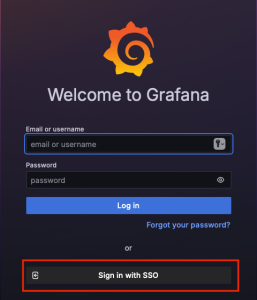 Welcome to Grafana
Email or username
email or username
Password
password
Log in
Forgot your password?
or
Sign in with SSO